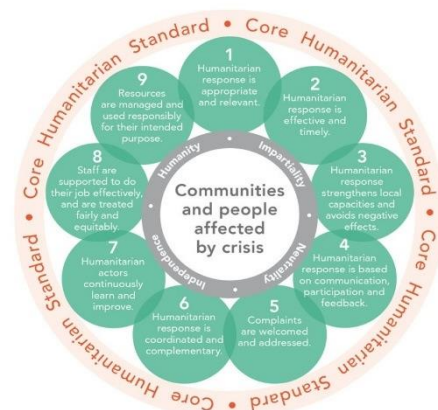 Core Humanitarian Standard • Core Humanitarian Standard • Core Humanitarian Standard • Core Humanitarian Standard •
1
Humanitarian
response is
appropriate
and relevant.
2
Humanitarian
response is
effective and
timely.
3
Humanitarian
response
strengthens local
capacities and
avoids negative
effects.
4
Humanitarian
response is based
on communication,
participation and
feedback.
5
Complaints are
welcomed and
addressed.
6
Humanitarian
response is
coordinated and
complementary.
7
Humanitarian
actors
continuously
learn and
improve.
8
Staff are
supported to do
their job effectively,
and are treated
fairly and
equitably.
9
Resources
are managed and
used responsibly
for their intended
purpose.
Humanity • Impartiality • Neutrality • Independence •
Communities
and people
affected
by crisis